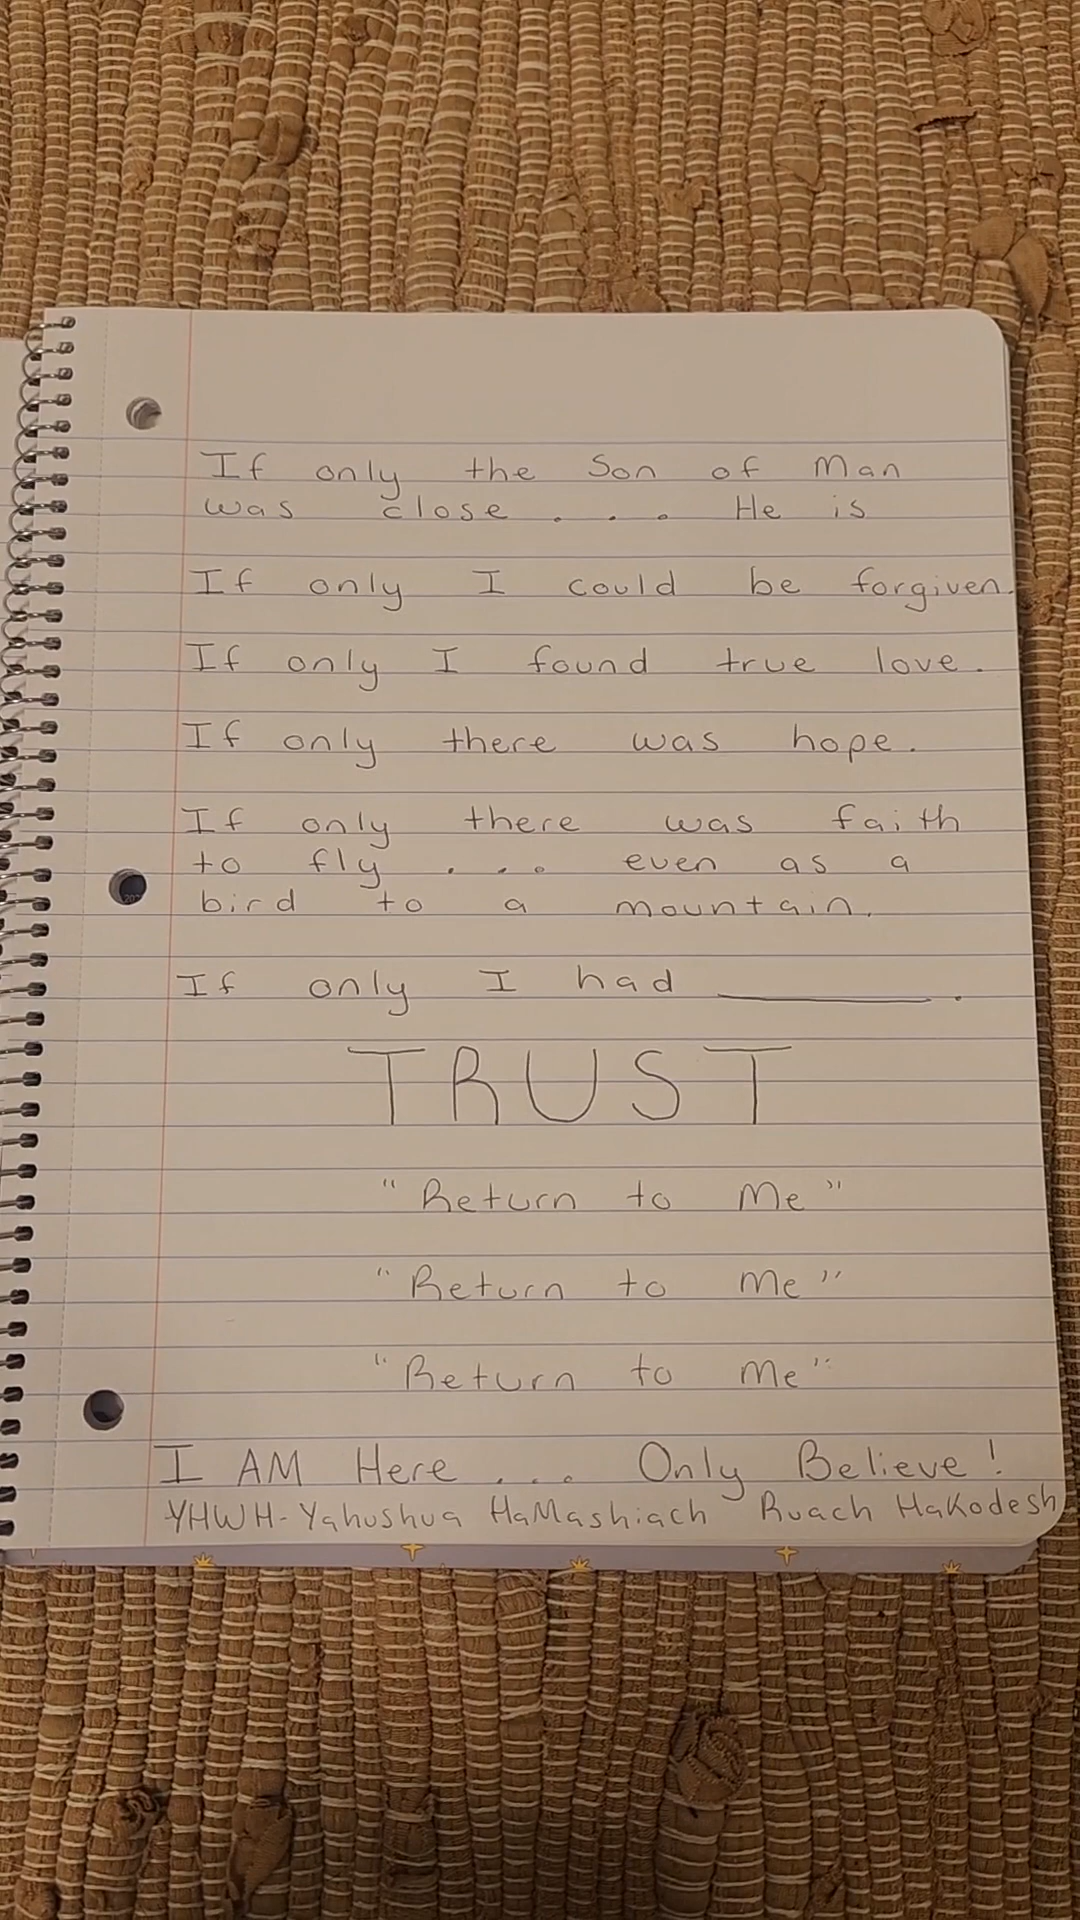 If only the Son of Man
was close . . . He is
If only I could be forgiven.
If only I found true love.
If only there was hope.
If only there was faith
to fly . . . even as a
bird to a mountain.
If only I had ________.
TRUST
"Return to Me"
"Return to Me"
"Return to Me"
I AM Here . . . Only Believe!
YHWH-Yahushua HaMashiach Ruach HaKodesh